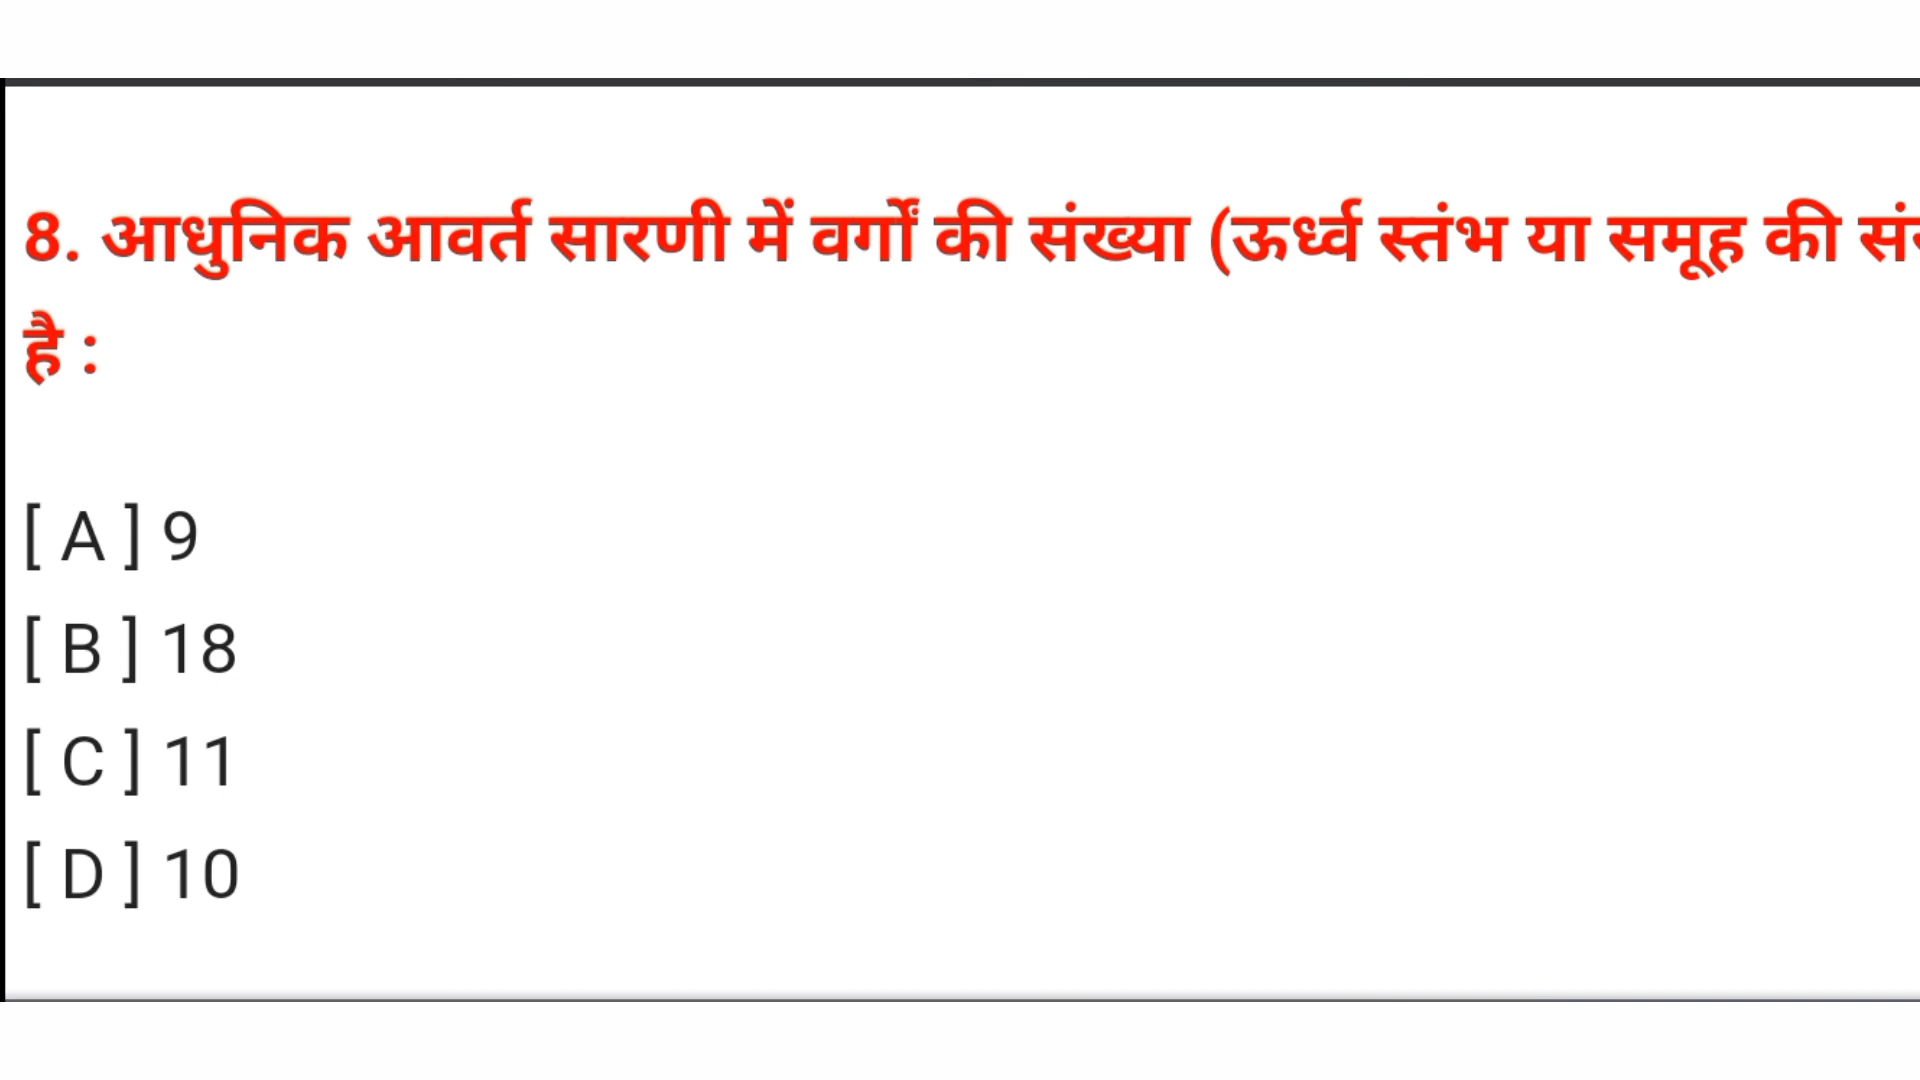 8. आधुनिक आवर्त सारणी में वर्गों की संख्या (ऊर्ध्व स्तंभ या समूह की
है :
[ A ] 9
[ B ] 18
[ C ] 11
[ D ] 10